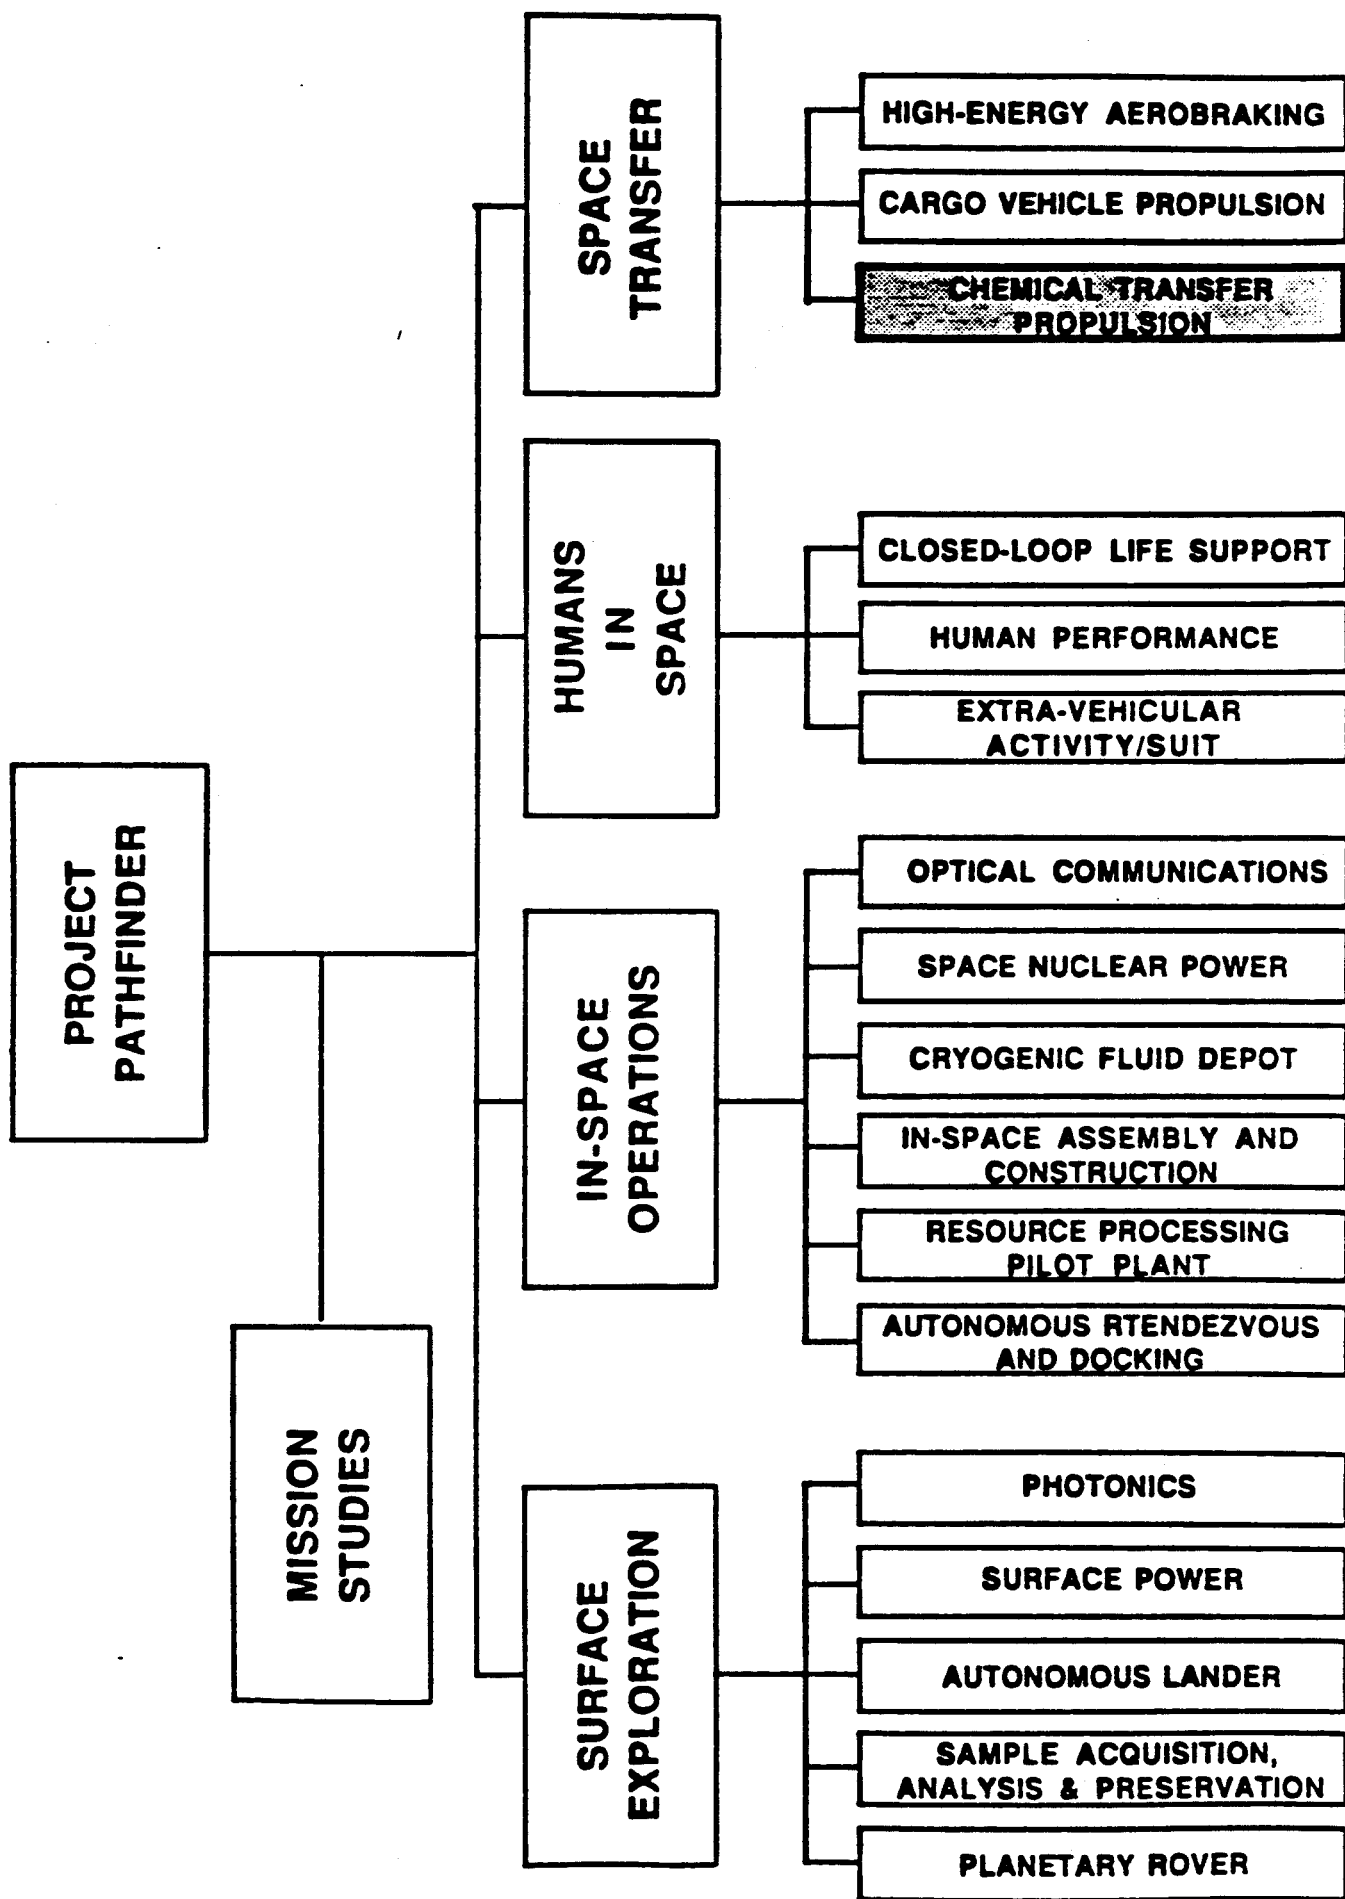 PROJECT
PATHFINDER
MISSION
STUDIES
SURFACE
EXPLORATION
PHOTONICS
SURFACE POWER
AUTONOMOUS LANDER
SAMPLE ACQUISITION,
ANALYSIS & PRESERVATION
PLANETARY ROVER
IN-SPACE
OPERATIONS
OPTICAL COMMUNICATIONS
SPACE NUCLEAR POWER
CRYOGENIC FLUID DEPOT
IN-SPACE ASSEMBLY AND
CONSTRUCTION
RESOURCE PROCESSING
PILOT PLANT
AUTONOMOUS RTENDEZVOUS
AND DOCKING
HUMANS
IN
SPACE
CLOSED-LOOP LIFE SUPPORT
HUMAN PERFORMANCE
EXTRA-VEHICULAR
ACTIVITY/SUIT
SPACE
TRANSFER
HIGH-ENERGY AEROBRAKING
CARGO VEHICLE PROPULSION
CHEMICAL TRANSFER
PROPULSION